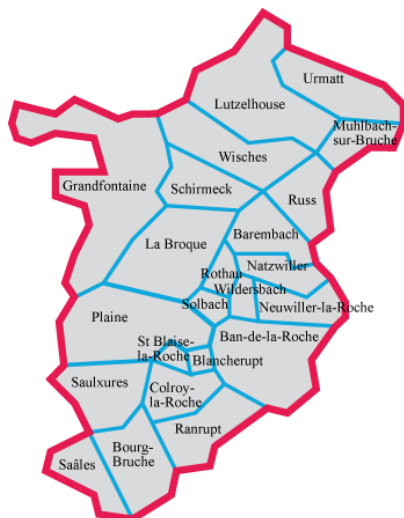 Urmatt
Lutzelhouse
Muhlbach-
sur-Bruche
Wisches
Grandfontaine
Schirmeck
Russ
Barembach
La Broque
Natzwiller
Rothau
Wildersbach
Solbach
Neuwiller-la-Roche
Plaine
Ban-de-la-Roche
St Blaise-
la-Roche
Blancherupt
Saulxures
Colroy-
la-Roche
Ranrupt
Bourg-
Bruche
Saâles